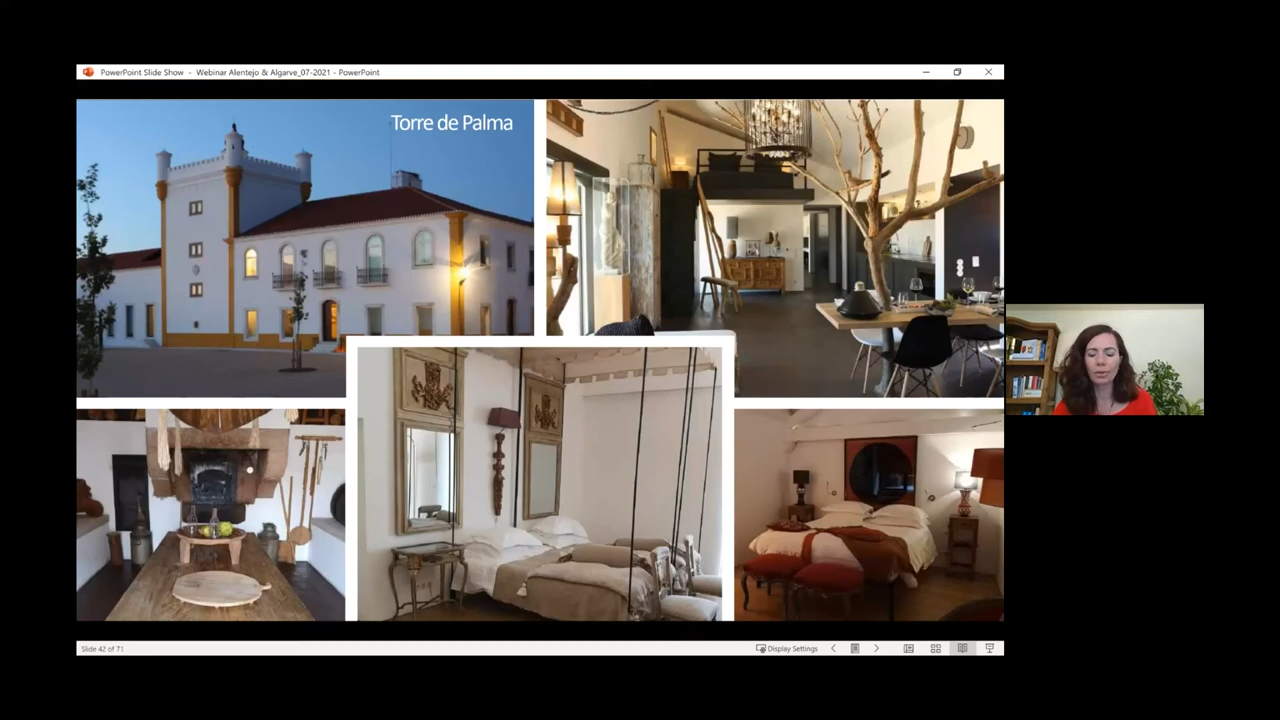 PowerPoint Slide Show - Webinar Alentejo & Algarve_07-2021 - PowerPoint
Torre de Palma
Slide 42 of 71
Display Settings